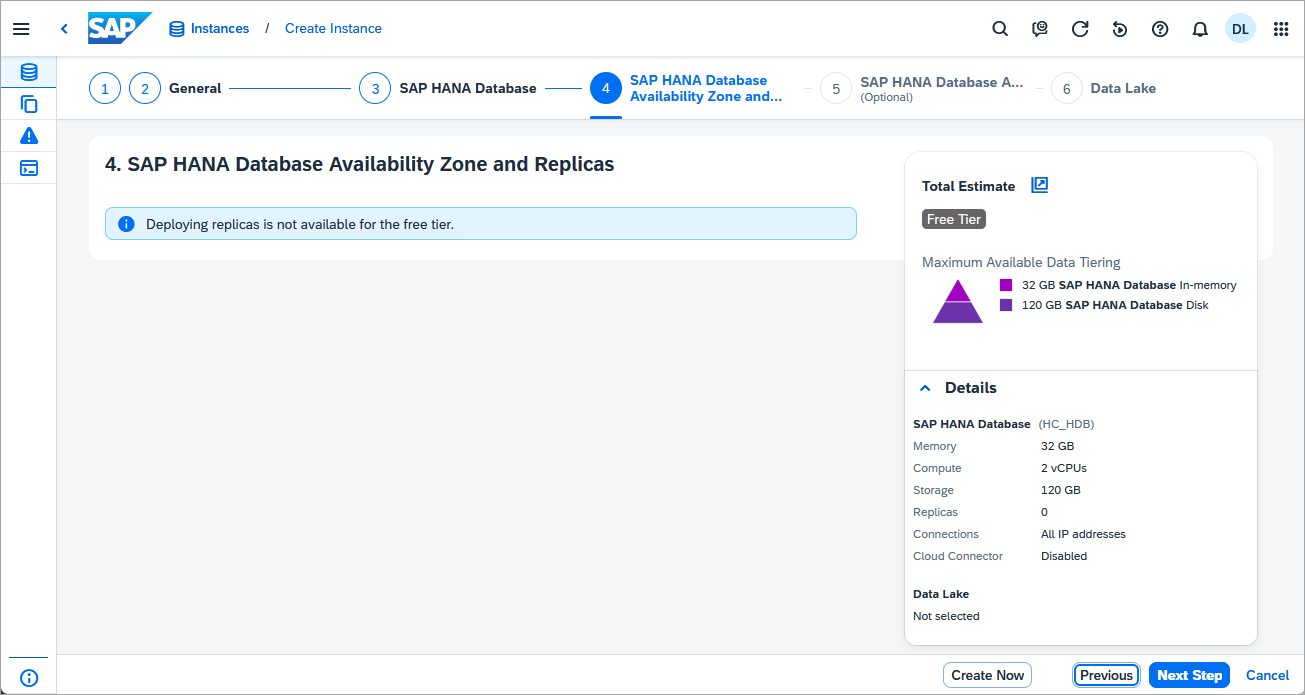 SAP
Instances / Create Instance
DL
1 2 General
3 SAP HANA Database
4 SAP HANA Database
Availability Zone and...
5 SAP HANA Database A...
(Optional)
6 Data Lake
4. SAP HANA Database Availability Zone and Replicas
Deploying replicas is not available for the free tier.
Total Estimate
Free Tier
Maximum Available Data Tiering
32 GB SAP HANA Database In-memory
120 GB SAP HANA Database Disk
Details
SAP HANA Database (HC_HDB)
Memory 32 GB
Compute 2 vCPUs
Storage 120 GB
Replicas 0
Connections All IP addresses
Cloud Connector Disabled
Data Lake
Not selected
Create Now Previous Next Step Cancel